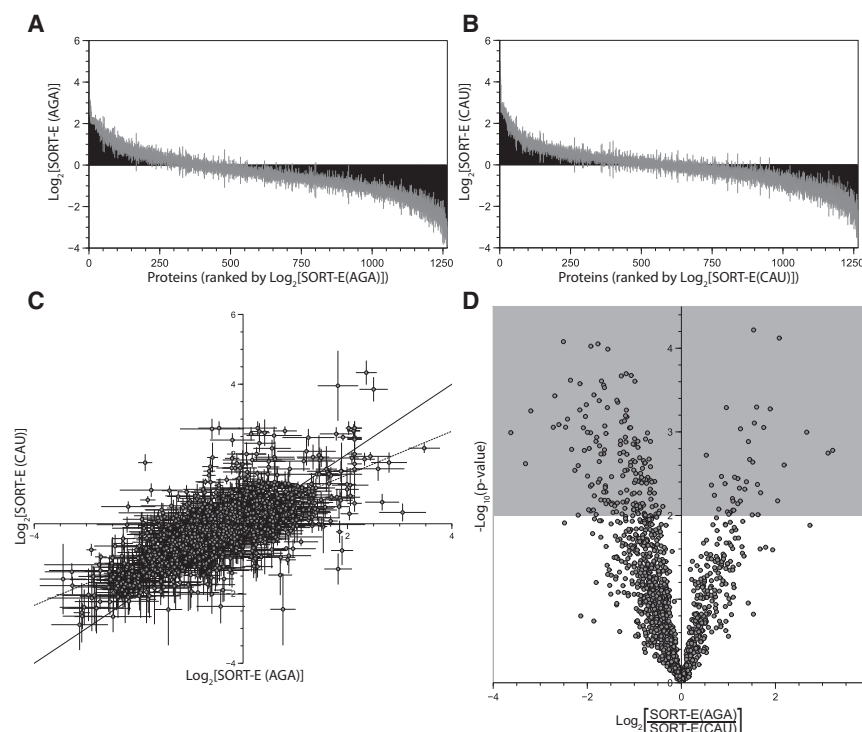 A
6
4
2
0
−2
−4
Log2[SORT-E (AGA)]
0 250 500 750 1000 1250
Proteins (ranked by Log2[SORT-E(AGA)])
B
6
4
2
0
−2
−4
Log2[SORT-E (CAU)]
0 250 500 750 1000 1250
Proteins (ranked by Log2[SORT-E(CAU)])
C
6
4
Log2[SORT-E (CAU)]
−4 2 4
−4
Log2[SORT-E (AGA)]
D
4
3
2
-Log10(p-value)
−4 −2 0 2
Log2[SORT-E(AGA)
SORT-E(CAU)]